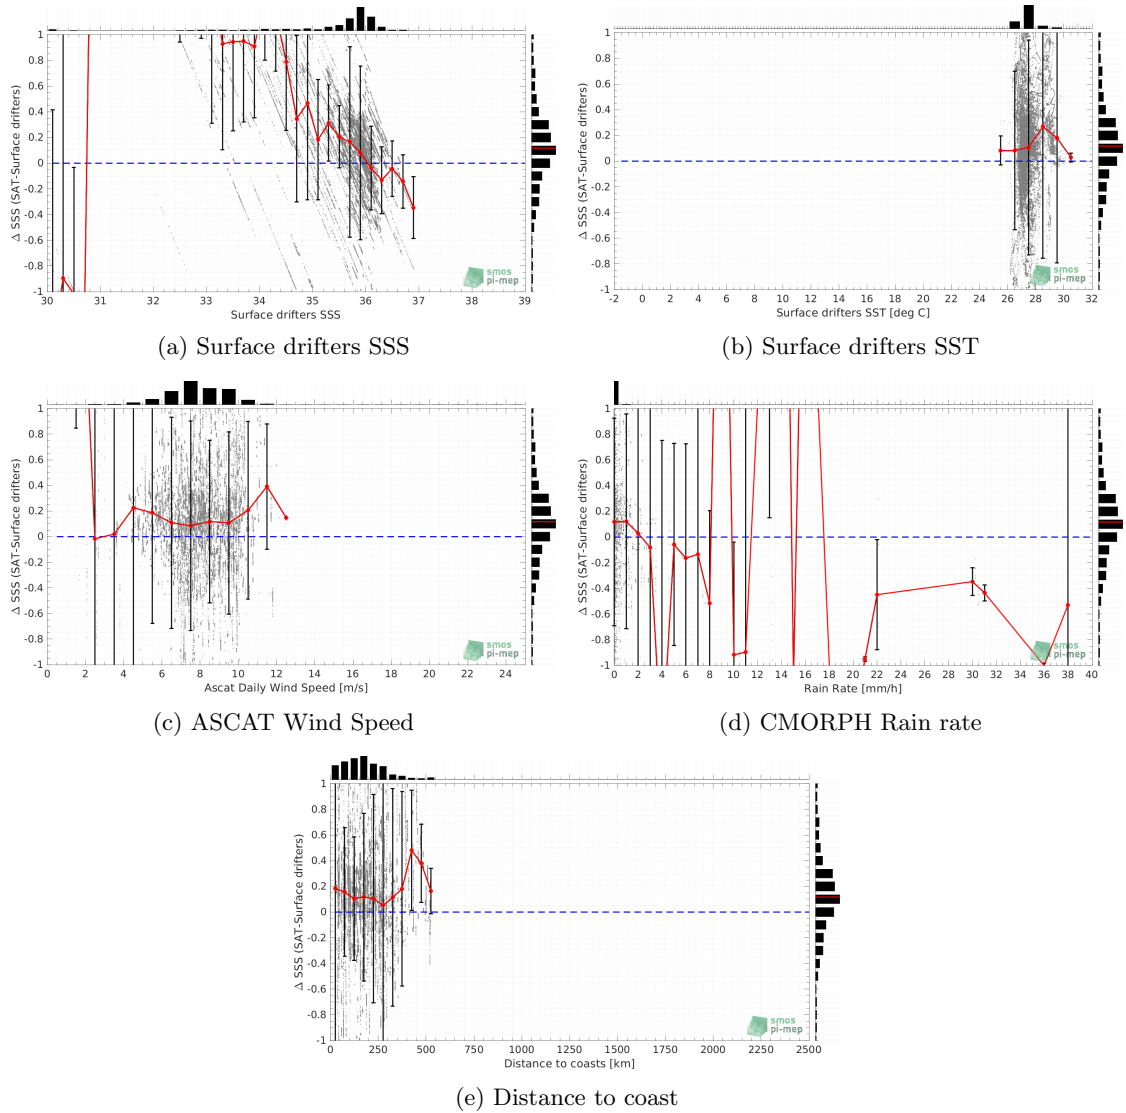 1
0.8
0.6
0.4
0.2
0
-0.2
-0.4
-0.6
-0.8
-1
Δ SSS (SAT-Surface drifters)
30 31 32 33 34 35 36 37 38 39
Surface drifters SSS
smos
pi-mep
(a) Surface drifters SSS
1
0.8
0.6
0.4
0.2
0
-0.2
-0.4
-0.6
-0.8
-1
Δ SSS (SAT-Surface drifters)
-2 0 2 4 6 8 10 12 14 16 18 20 22 24 26 28 30 32
Surface drifters SST [deg C]
smos
pi-mep
(b) Surface drifters SST
1
0.8
0.6
0.4
0.2
0
-0.2
-0.4
-0.6
-0.8
-1
Δ SSS (SAT-Surface drifters)
0 2 4 6 8 10 12 14 16 18 20 22 24
Ascat Daily Wind Speed [m/s]
smos
pi-mep
(c) ASCAT Wind Speed
1
0.8
0.6
0.4
0.2
0
-0.2
-0.4
-0.6
-0.8
-1
Δ SSS (SAT-Surface drifters)
0 2 4 6 8 10 12 14 16 18 20 22 24 26 28 30 32 34 36 38 40
Rain Rate [mm/h]
smos
pi-mep
(d) CMORPH Rain rate
1
0.8
0.6
0.4
0.2
0
-0.2
-0.4
-0.6
-0.8
-1
Δ SSS (SAT-Surface drifters)
0 250 500 750 1000 1250 1500 1750 2000 2250 2500
Distance to coasts [km]
smos
pi-mep
(e) Distance to coast